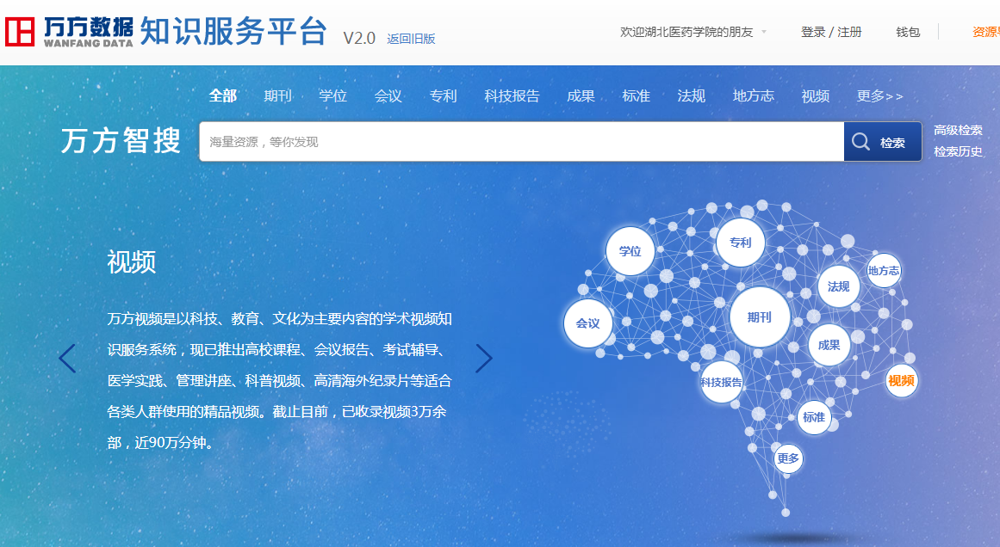 万方数据
WANFANG DATA
知识服务平台
V2.0
返回旧版
欢迎湖北医药学院的朋友
登录 / 注册
钱包
资源
全部 期刊 学位 会议 专利 科技报告 成果 标准 法规 地方志 视频 更多>>
万方智搜
海量资源，等你发现
检索
高级检索
检索历史
视频
万方视频是以科技、教育、文化为主要内容的学术视频知
识服务系统，现已推出高校课程、会议报告、考试辅导、
医学实践、管理讲座、科普视频、高清海外纪录片等适合
各类人群使用的精品视频。截止目前，已收录视频3万余
部，近90万分钟。
专利
学位
地方志
法规
期刊
会议
成果
科技报告
视频
标准
更多